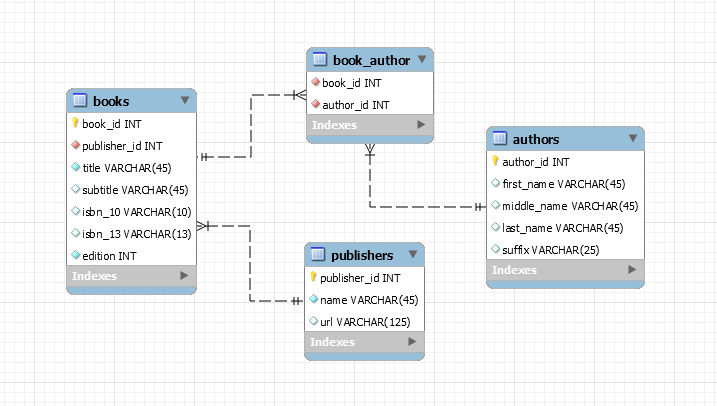 books
book_id INT
publisher_id INT
title VARCHAR(45)
subtitle VARCHAR(45)
isbn_10 VARCHAR(10)
isbn_13 VARCHAR(13)
edition INT
Indexes
book_author
book_id INT
author_id INT
Indexes
publishers
publisher_id INT
name VARCHAR(45)
url VARCHAR(125)
Indexes
authors
author_id INT
first_name VARCHAR(45)
middle_name VARCHAR(45)
last_name VARCHAR(45)
suffix VARCHAR(25)
Indexes